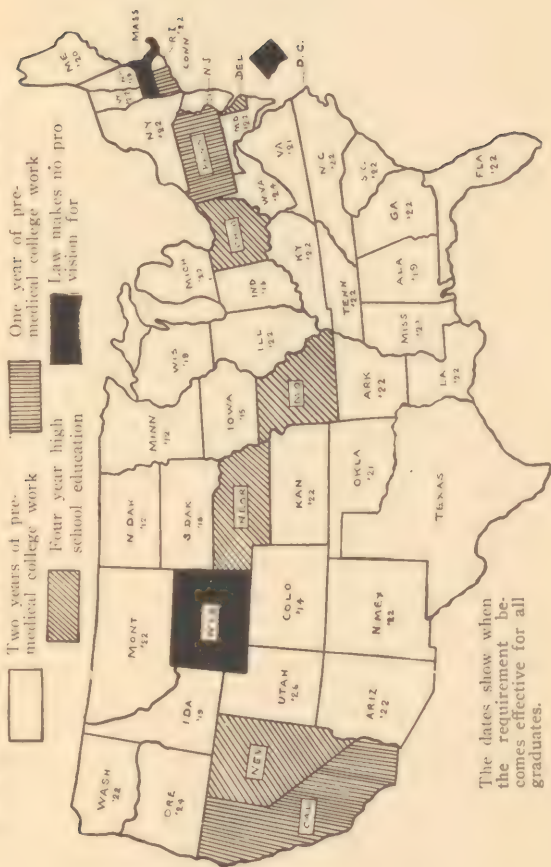 Two years of pre-
medical college work
One year of pre-
medical college work
Four year high
school education
Law makes no pro
vision for
WASH
'22
ORE
'24
CAL
NEV
IDA
'19
MONT
'22
UTAH
'26
ARIZ
'22
COLO
'14
N MEX
'22
N. DAK
S. DAK
'18
NEBR
KAN
'22
OKLA
'21
TEXAS
MINN
'12
IOWA
'15
MO
ARK
'22
LA
'22
WIS
'18
ILL
'22
MICH
'22
IND
OHIO
KY
'22
TENN
'22
MISS
'21
ALA
'19
GA
'22
FLA
'22
S.C.
'22
N.C.
'22
VA
'21
W.VA
'24
MD
PENN
NY
'22
N.J
DEL
D.C.
CONN
R.I
'22
MASS
ME
'20
The dates show when
the requirement be-
comes effective for all
graduates.